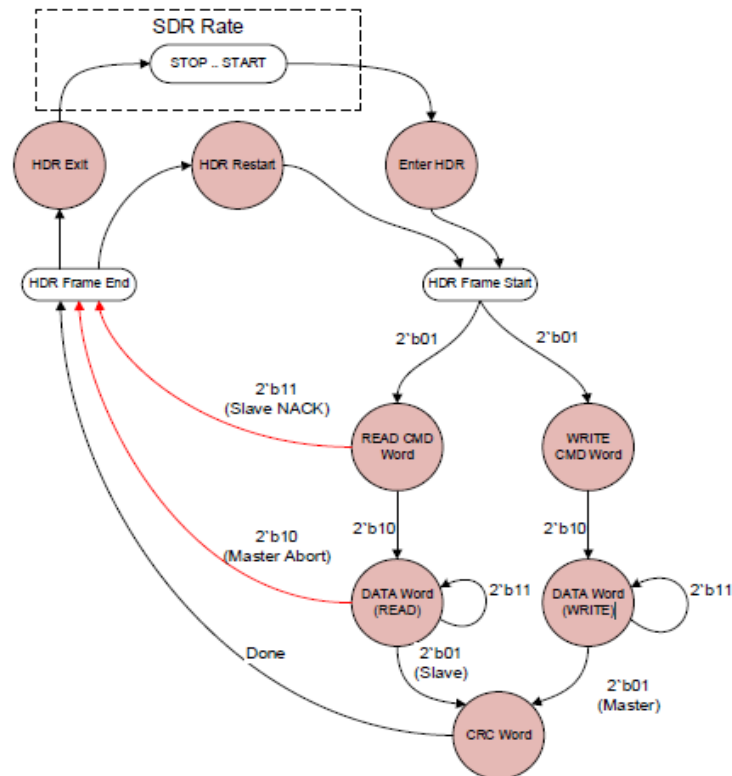 SDR Rate
STOP .. START
HDR Exit
HDR Restart
Enter HDR
HDR Frame End
HDR Frame Start
2`b01
2`b01
2`b11
(Slave NACK)
READ CMD
Word
WRITE
CMD Word
2`b10
(Master Abort)
2`b10
2`b10
DATA Word
(READ)
2`b11
DATA Word
(WRITE)
2`b11
Done
2`b01
(Slave)
2`b01
(Master)
CRC Word